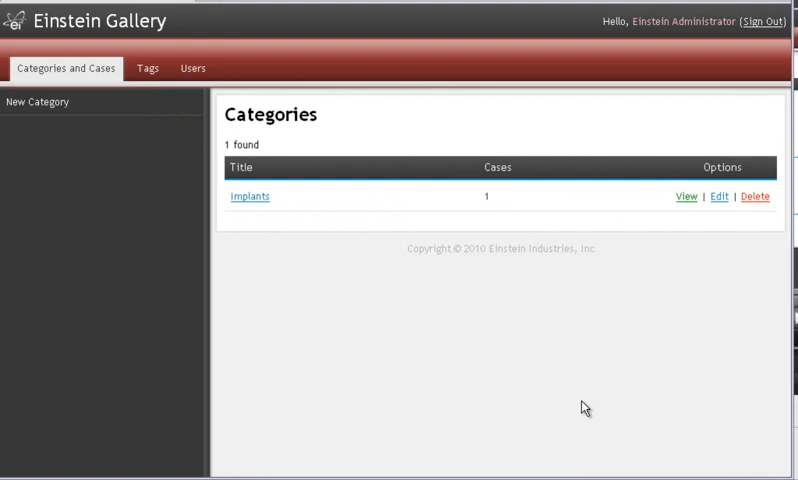 ei Einstein Gallery
Hello, Einstein Administrator (Sign Out)
Categories and Cases Tags Users
New Category
Categories
1 found
Title Cases Options
Implants 1 View | Edit | Delete
Copyright © 2010 Einstein Industries, Inc